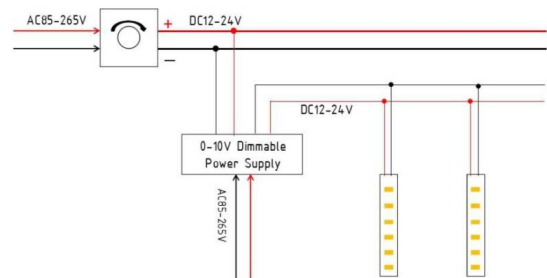 AC85-265V
+
DC12-24V
−
DC12-24V
0-10V Dimmable
Power Supply
AC85-265V